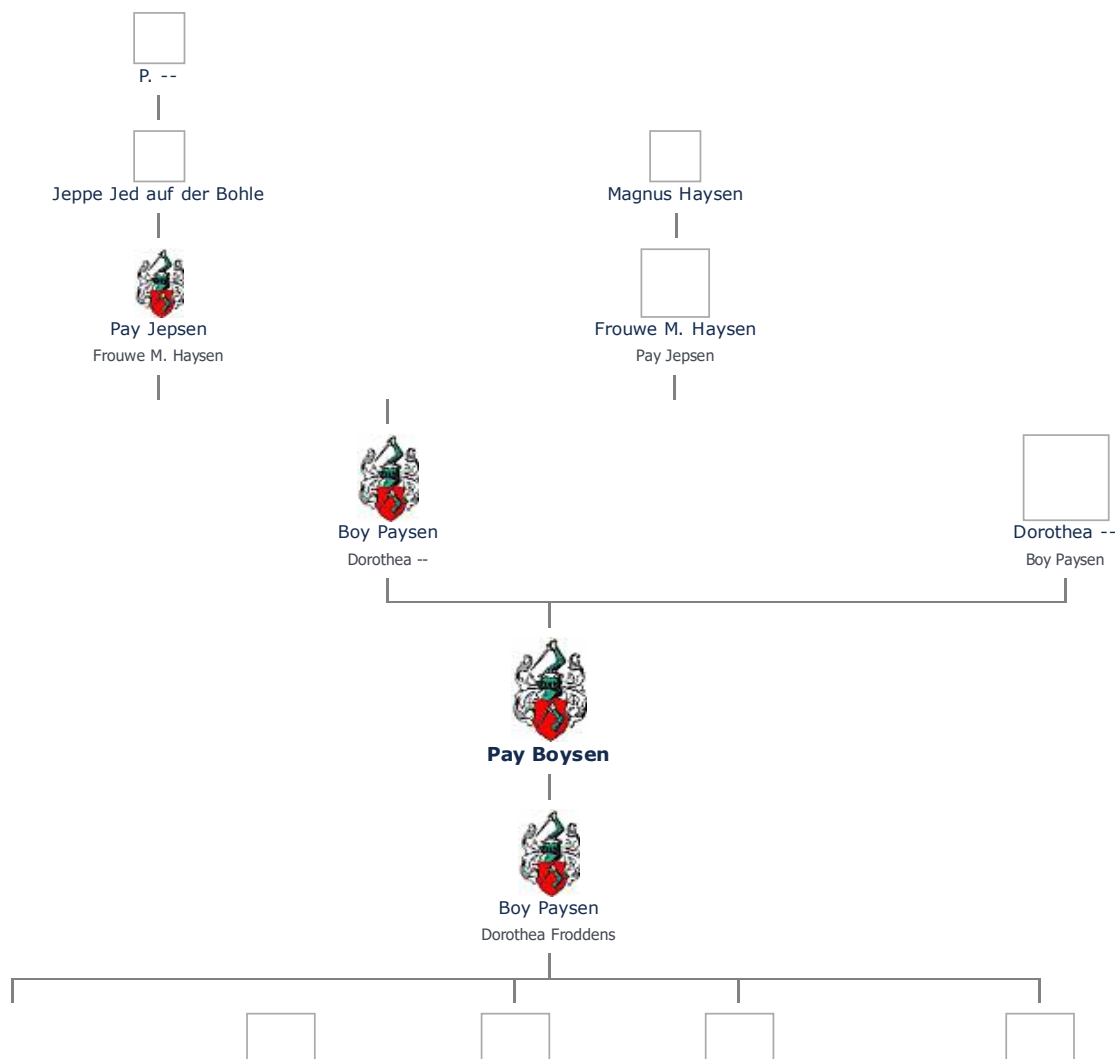 P. --
Jeppe Jed auf der Bohle
Magnus Haysen
Pay Jepsen
Frouwe M. Haysen
Frouwe M. Haysen
Pay Jepsen
Boy Paysen
Dorothea --
Dorothea --
Boy Paysen
Pay Boysen
Boy Paysen
Dorothea Froddens